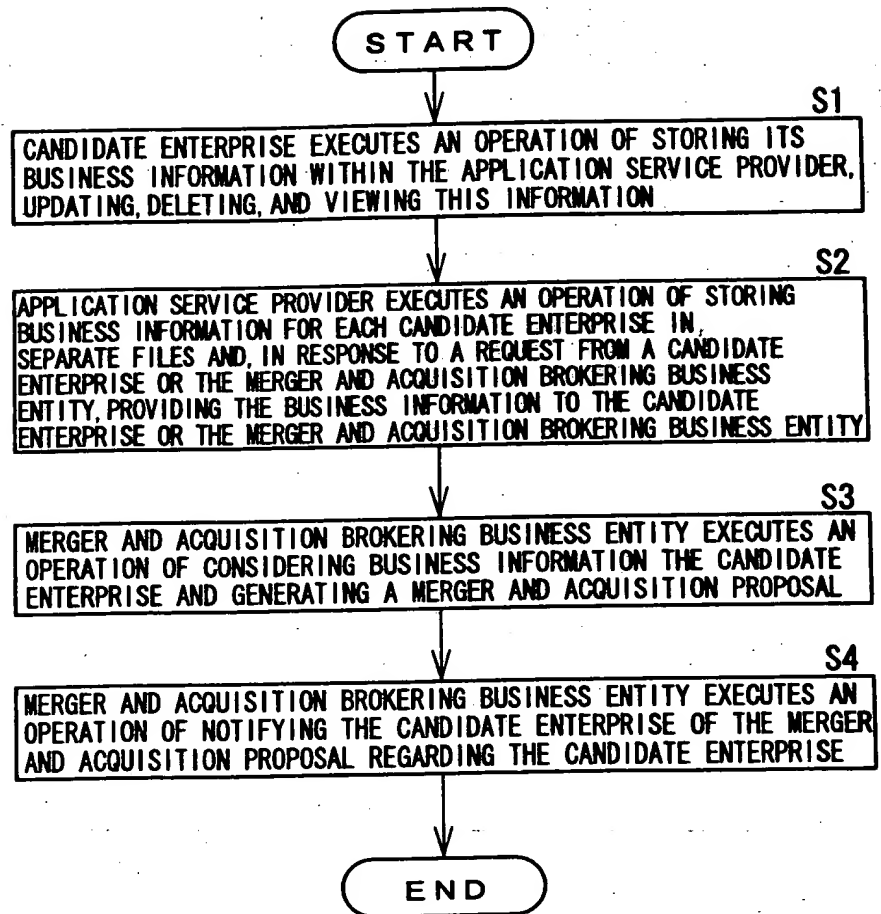 START
S1
CANDIDATE ENTERPRISE EXECUTES AN OPERATION OF STORING ITS
BUSINESS INFORMATION WITHIN THE APPLICATION SERVICE PROVIDER,
UPDATING, DELETING, AND VIEWING THIS INFORMATION
S2
APPLICATION SERVICE PROVIDER EXECUTES AN OPERATION OF STORING
BUSINESS INFORMATION FOR EACH CANDIDATE ENTERPRISE IN,
SEPARATE FILES AND, IN RESPONSE TO A REQUEST FROM A CANDIDATE
ENTERPRISE OR THE MERGER AND ACQUISITION BROKERING BUSINESS
ENTITY, PROVIDING THE BUSINESS INFORMATION TO THE CANDIDATE
ENTERPRISE OR THE MERGER AND ACQUISITION BROKERING BUSINESS ENTITY
S3
MERGER AND ACQUISITION BROKERING BUSINESS ENTITY EXECUTES AN
OPERATION OF CONSIDERING BUSINESS INFORMATION THE CANDIDATE
ENTERPRISE AND GENERATING A MERGER AND ACQUISITION PROPOSAL
S4
MERGER AND ACQUISITION BROKERING BUSINESS ENTITY EXECUTES AN
OPERATION OF NOTIFYING THE CANDIDATE ENTERPRISE OF THE MERGER
AND ACQUISITION PROPOSAL REGARDING THE CANDIDATE ENTERPRISE
END